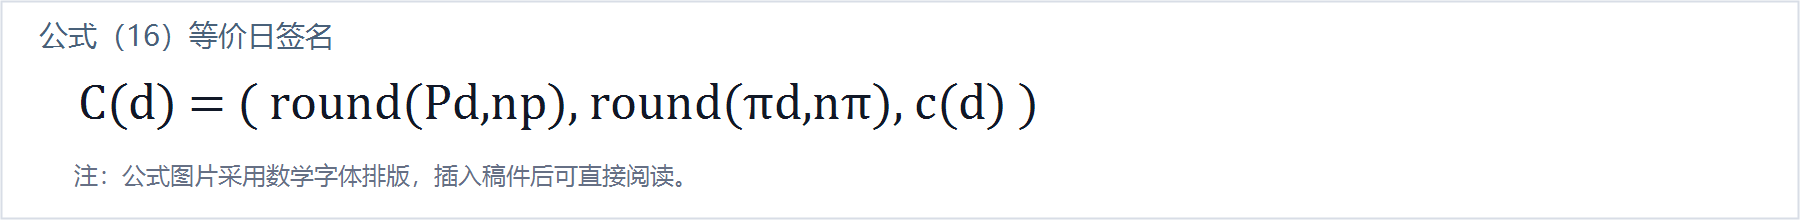 公式（16）等价日签名
C(d) = ( round(Pd,np), round(πd,nπ), c(d) )
注：公式图片采用数学字体排版，插入稿件后可直接阅读。